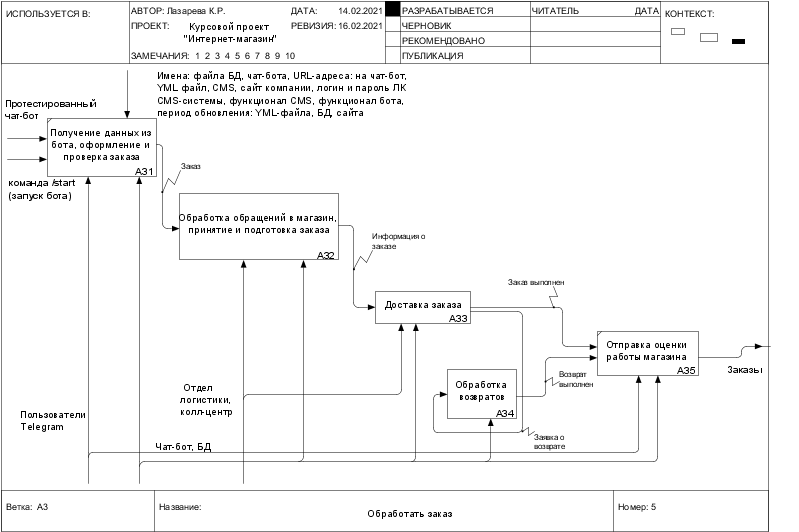 ИСПОЛЬЗУЕТСЯ В:
АВТОР: Лазарева К.Р.
ДАТА: 14.02.2021
РАЗРАБАТЫВАЕТСЯ
ЧИТАТЕЛЬ
ДАТА
КОНТЕКСТ:
ПРОЕКТ: Курсовой проект
"Интернет-магазин"
РЕВИЗИЯ: 16.02.2021
ЧЕРНОВИК
РЕКОМЕНДОВАНО
ЗАМЕЧАНИЯ: 1 2 3 4 5 6 7 8 9 10
ПУБЛИКАЦИЯ
Имена: файла БД, чат-бота, URL-адреса: на чат-бот,
YML файл, CMS, сайт компании, логин и пароль ЛК
CMS-системы, функционал CMS, функционал бота,
период обновления: YML-файла, БД, сайта
Протестированный
чат-бот
Получение данных из
бота, оформление и
проверка заказа
А31
команда /start
(запуск бота)
Заказ
Обработка обращений в магазин,
принятие и подготовка заказа
А32
Информация о
заказе
Доставка заказа
А33
Заказ выполнен
Отправка оценки
работы магазина
А35
Заказы
Обработка
возвратов
А34
Возврат
выполнен
Отдел
логистики,
колл-центр
Пользователи
Telegram
Заявка о
возврате
Чат-бот, БД
Ветка: А3
Название:
Обработать заказ
Номер: 5